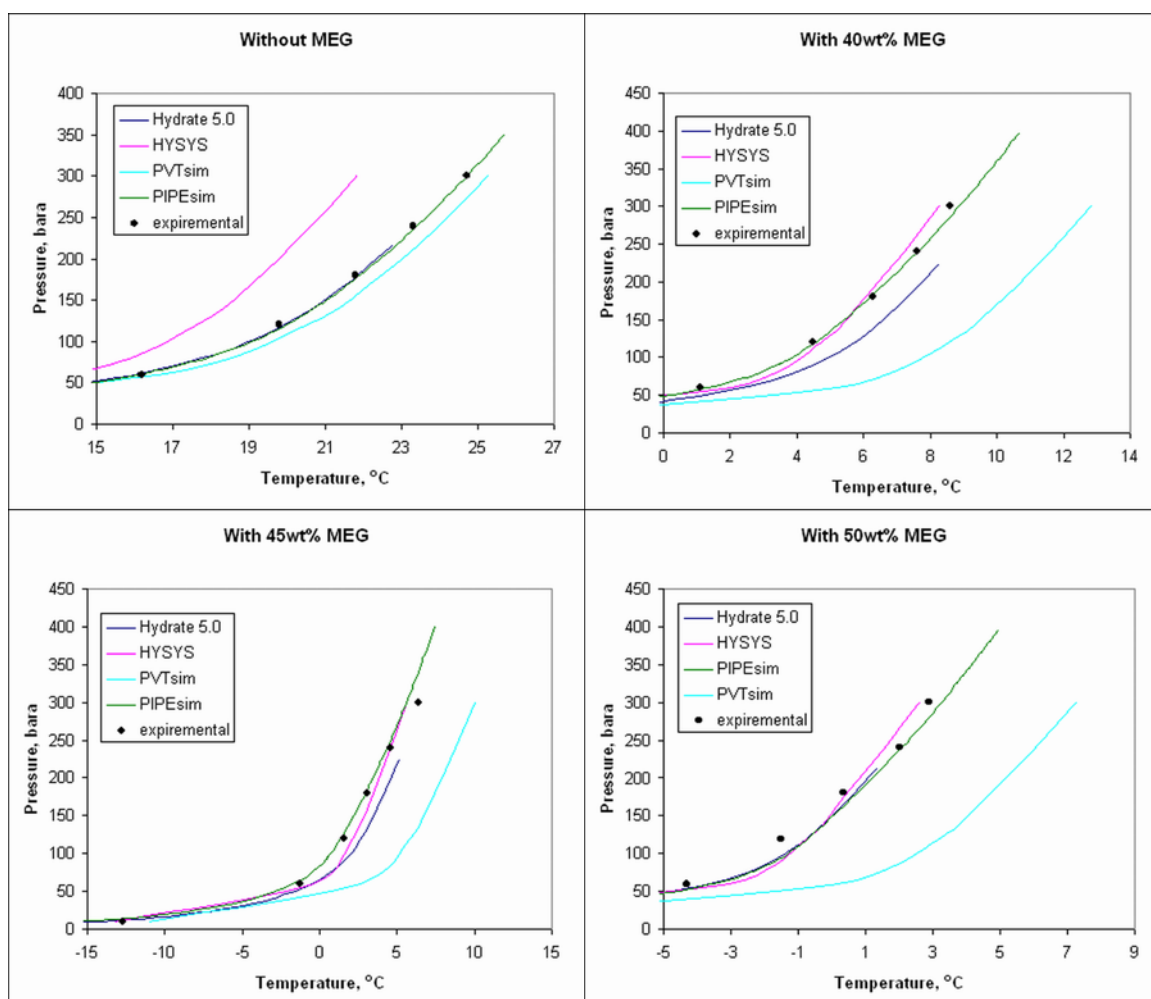 Without MEG
400
350
300
250
200
150
100
50
0
Pressure, bara
Hydrate 5.0
HYSYS
PVTsim
PIPEsim
expiremental
15 17 19 21 23 25 27
Temperature, °C
With 40wt% MEG
450
400
350
300
250
200
150
100
50
0
Pressure, bara
Hydrate 5.0
HYSYS
PVTsim
PIPEsim
expiremental
0 2 4 6 8 10 12 14
Temperature, °C
With 45wt% MEG
450
400
350
300
250
200
150
100
50
0
Pressure, bara
Hydrate 5.0
HYSYS
PVTsim
PIPEsim
expiremental
-15 -10 -5 0 5 10 15
Temperature, °C
With 50wt% MEG
450
400
350
300
250
200
150
100
50
0
Pressure, bara
Hydrate 5.0
HYSYS
PIPEsim
PVTsim
expiremental
-5 -3 -1 1 3 5 7 9
Temperature, °C